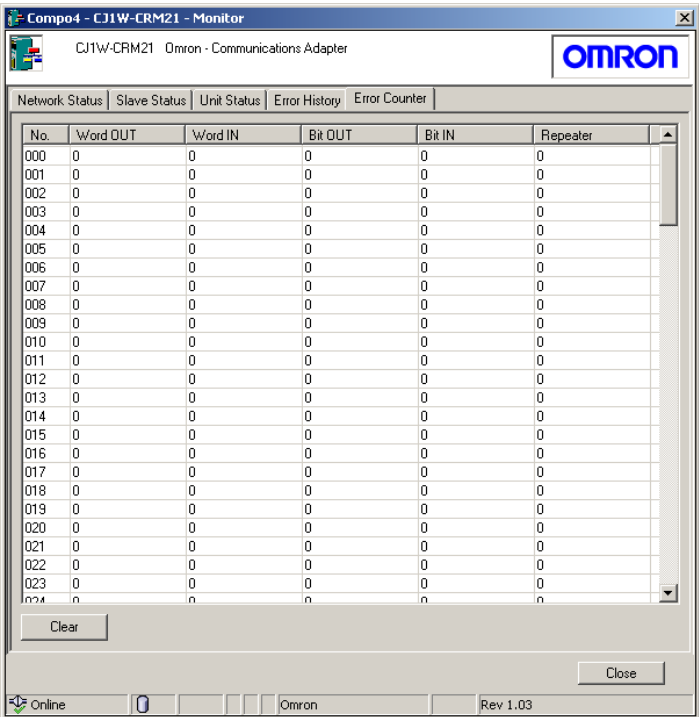 Compo4 - CJ1W-CRM21 - Monitor
CJ1W-CRM21 Omron - Communications Adapter
OMRON
Network Status Slave Status Unit Status Error History Error Counter
No. Word OUT Word IN Bit OUT Bit IN Repeater
000 0 0 0 0 0
001 0 0 0 0 0
002 0 0 0 0 0
003 0 0 0 0 0
004 0 0 0 0 0
005 0 0 0 0 0
006 0 0 0 0 0
007 0 0 0 0 0
008 0 0 0 0 0
009 0 0 0 0 0
010 0 0 0 0 0
011 0 0 0 0 0
012 0 0 0 0 0
013 0 0 0 0 0
014 0 0 0 0 0
015 0 0 0 0 0
016 0 0 0 0 0
017 0 0 0 0 0
018 0 0 0 0 0
019 0 0 0 0 0
020 0 0 0 0 0
021 0 0 0 0 0
022 0 0 0 0 0
023 0 0 0 0 0
024 0 0 0 0 0
Clear
Close
Online Omron Rev 1.03